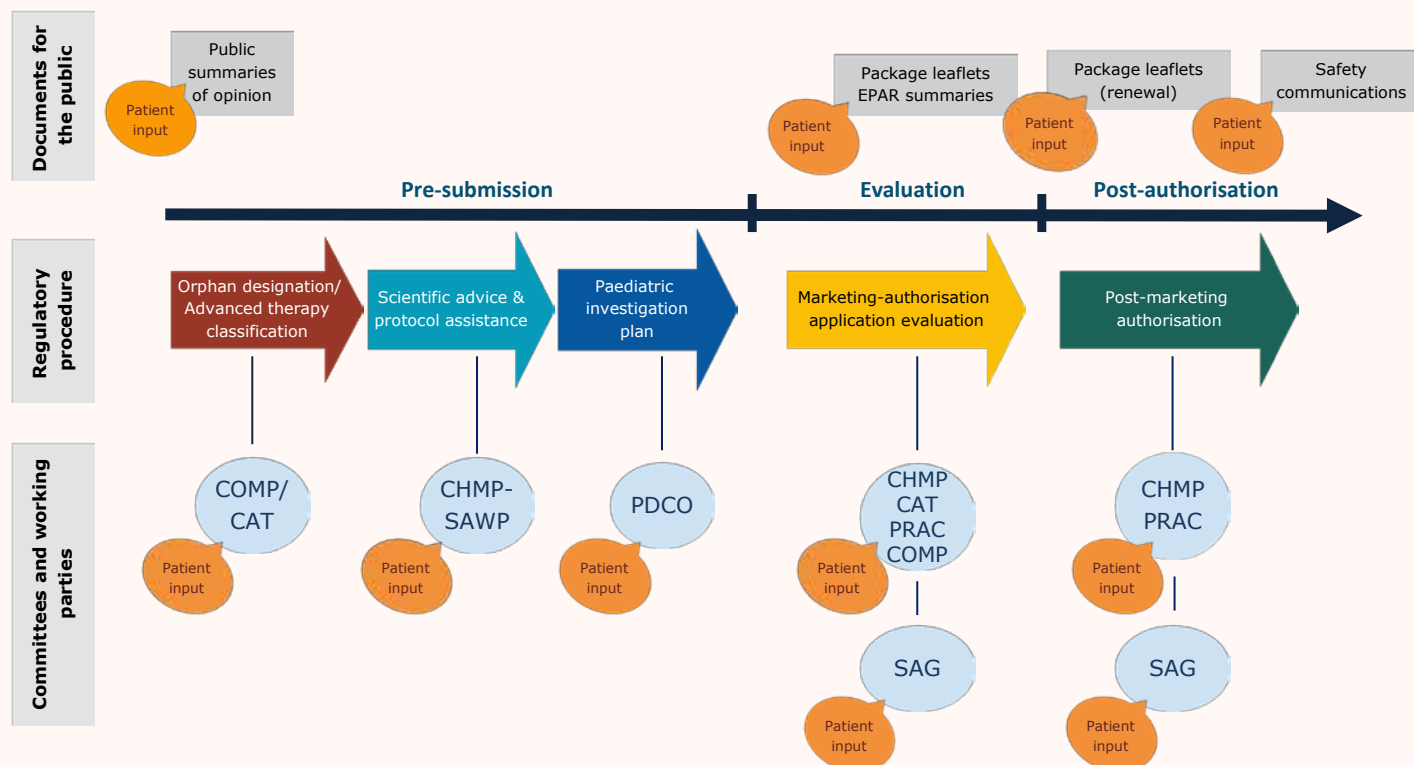 Documents for
the public
Public
summaries
of opinion
Patient
input
Package leaflets
EPAR summaries
Patient
input
Package leaflets
(renewal)
Patient
input
Safety
communications
Patient
input
Pre-submission
Evaluation
Post-authorisation
Regulatory
procedure
Orphan designation/
Advanced therapy
classification
Scientific advice &
protocol assistance
Paediatric
investigation
plan
Marketing-authorisation
application evaluation
Post-marketing
authorisation
Committees and working
parties
COMP/
CAT
Patient
input
CHMP-
SAWP
Patient
input
PDCO
Patient
input
CHMP
CAT
PRAC
COMP
Patient
input
CHMP
PRAC
Patient
input
SAG
Patient
input
SAG
Patient
input